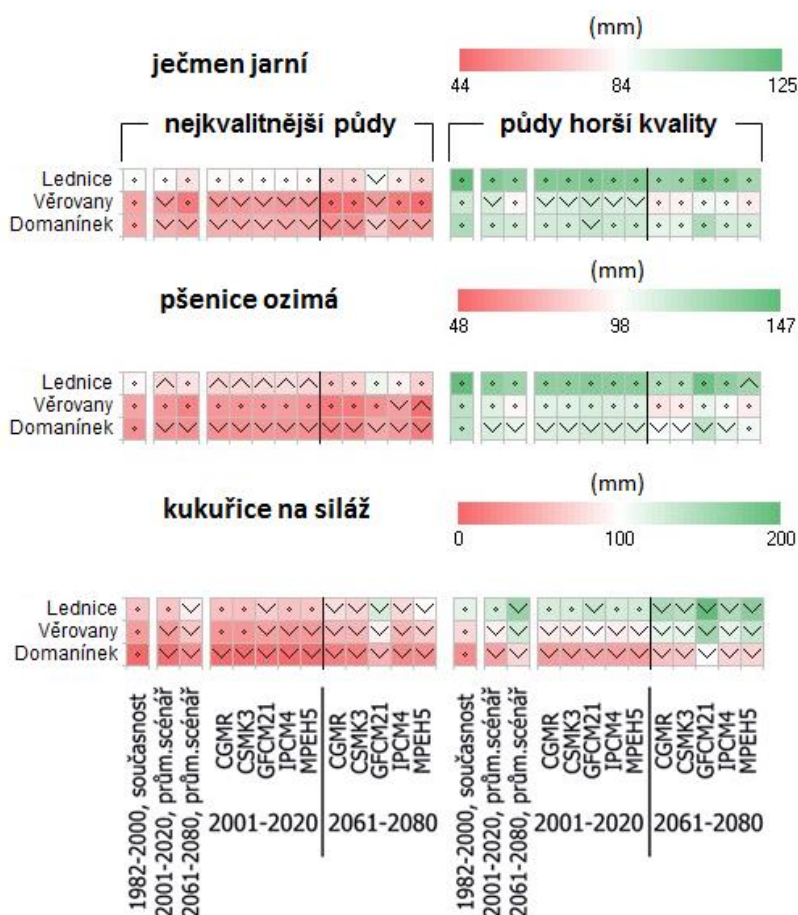 (mm)
ječmen jarní
44 84 125
nejkvalitnější půdy půdy horší kvality
Lednice
Věrovany
Domanínek
(mm)
pšenice ozimá
48 98 147
Lednice
Věrovany
Domanínek
(mm)
kukuřice na siláž
0 100 200
Lednice
Věrovany
Domanínek
1982-2000, současnost
2001-2020, prům.scénář
2061-2080, prům.scénář
CGMR
CSMK3
GFCM21
IPCM4
MPEH5
2001-2020
CGMR
CSMK3
GFCM21
IPCM4
MPEH5
2061-2080
1982-2000, současnost
2001-2020, prům.scénář
2061-2080, prům.scénář
CGMR
CSMK3
GFCM21
IPCM4
MPEH5
2001-2020
CGMR
CSMK3
GFCM21
IPCM4
MPEH5
2061-2080